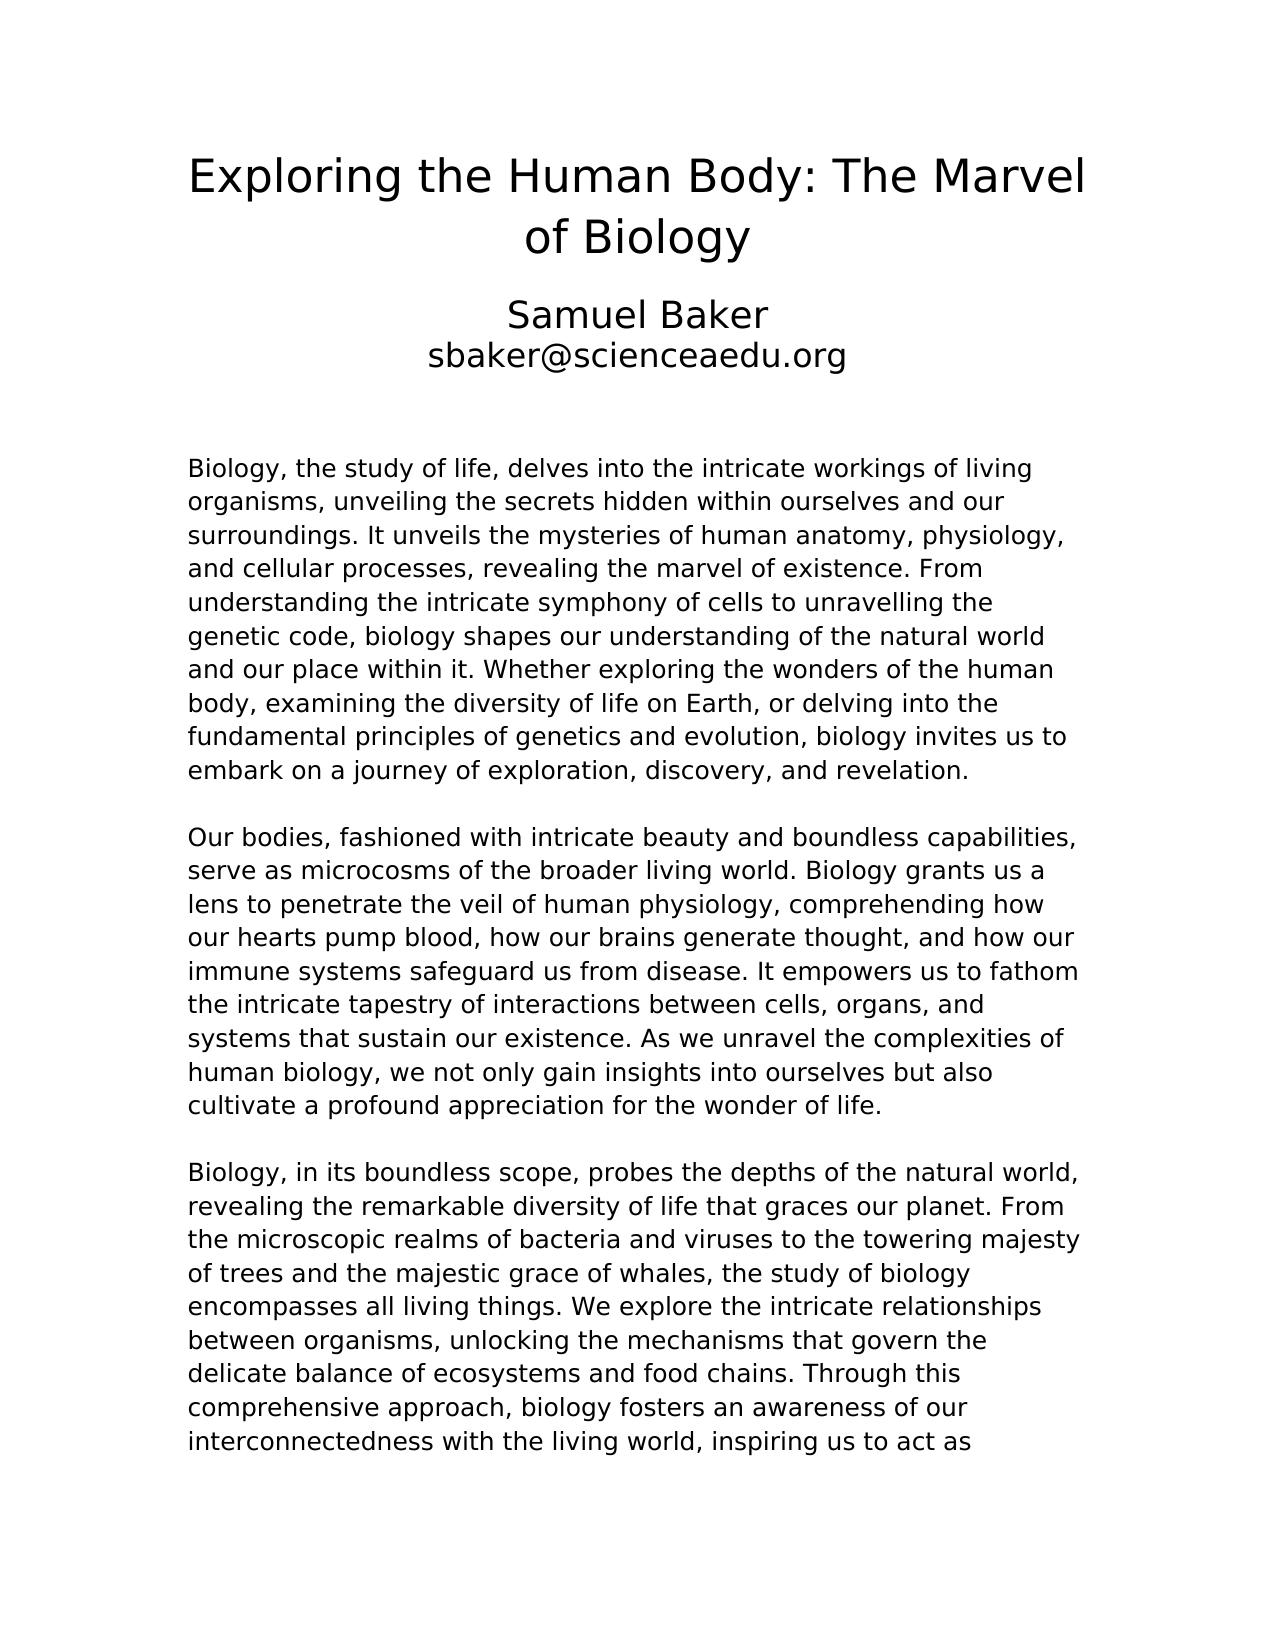 Exploring the Human Body: The Marvel
of Biology
Samuel Baker
sbaker@scienceaedu.org
Biology, the study of life, delves into the intricate workings of living
organisms, unveiling the secrets hidden within ourselves and our
surroundings. It unveils the mysteries of human anatomy, physiology,
and cellular processes, revealing the marvel of existence. From
understanding the intricate symphony of cells to unravelling the
genetic code, biology shapes our understanding of the natural world
and our place within it. Whether exploring the wonders of the human
body, examining the diversity of life on Earth, or delving into the
fundamental principles of genetics and evolution, biology invites us to
embark on a journey of exploration, discovery, and revelation.
Our bodies, fashioned with intricate beauty and boundless capabilities,
serve as microcosms of the broader living world. Biology grants us a
lens to penetrate the veil of human physiology, comprehending how
our hearts pump blood, how our brains generate thought, and how our
immune systems safeguard us from disease. It empowers us to fathom
the intricate tapestry of interactions between cells, organs, and
systems that sustain our existence. As we unravel the complexities of
human biology, we not only gain insights into ourselves but also
cultivate a profound appreciation for the wonder of life.
Biology, in its boundless scope, probes the depths of the natural world,
revealing the remarkable diversity of life that graces our planet. From
the microscopic realms of bacteria and viruses to the towering majesty
of trees and the majestic grace of whales, the study of biology
encompasses all living things. We explore the intricate relationships
between organisms, unlocking the mechanisms that govern the
delicate balance of ecosystems and food chains. Through this
comprehensive approach, biology fosters an awareness of our
interconnectedness with the living world, inspiring us to act as